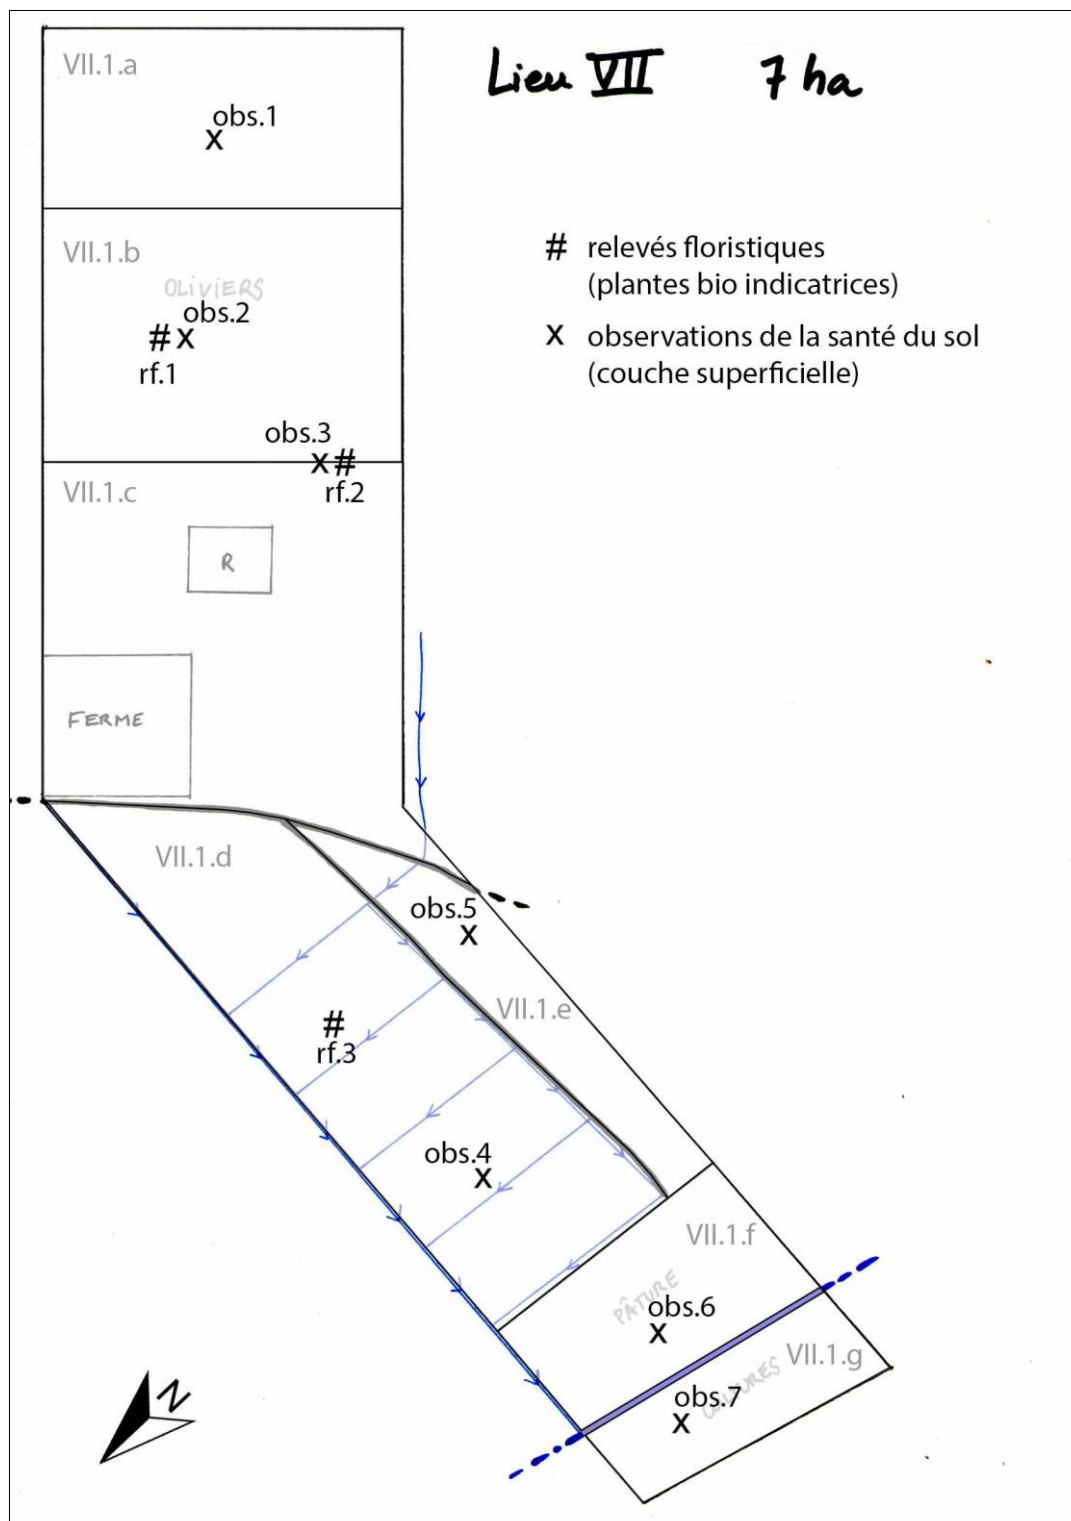 Lieu VII 7 ha
VII.1.a
obs.1
VII.1.b
OLIVIERS
obs.2
# X
rf.1
# relevés floristiques
(plantes bio indicatrices)
X observations de la santé du sol
(couche superficielle)
obs.3
X #
rf.2
VII.1.c
R
FERME
VII.1.d
obs.5
X
VII.1.e
#
rf.3
obs.4
X
VII.1.f
PÂTURE
obs.6
X
VII.1.g
CULTURES
obs.7
X
N